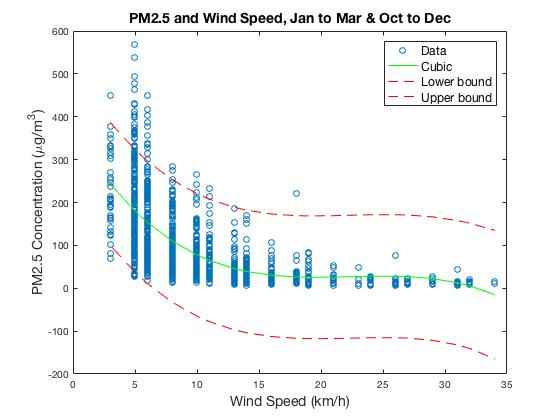 PM2.5 and Wind Speed, Jan to Mar & Oct to Dec
600
500
400
300
200
100
0
-100
-200
PM2.5 Concentration (μg/m³)
Data
Cubic
Lower bound
Upper bound
0 5 10 15 20 25 30 35
Wind Speed (km/h)